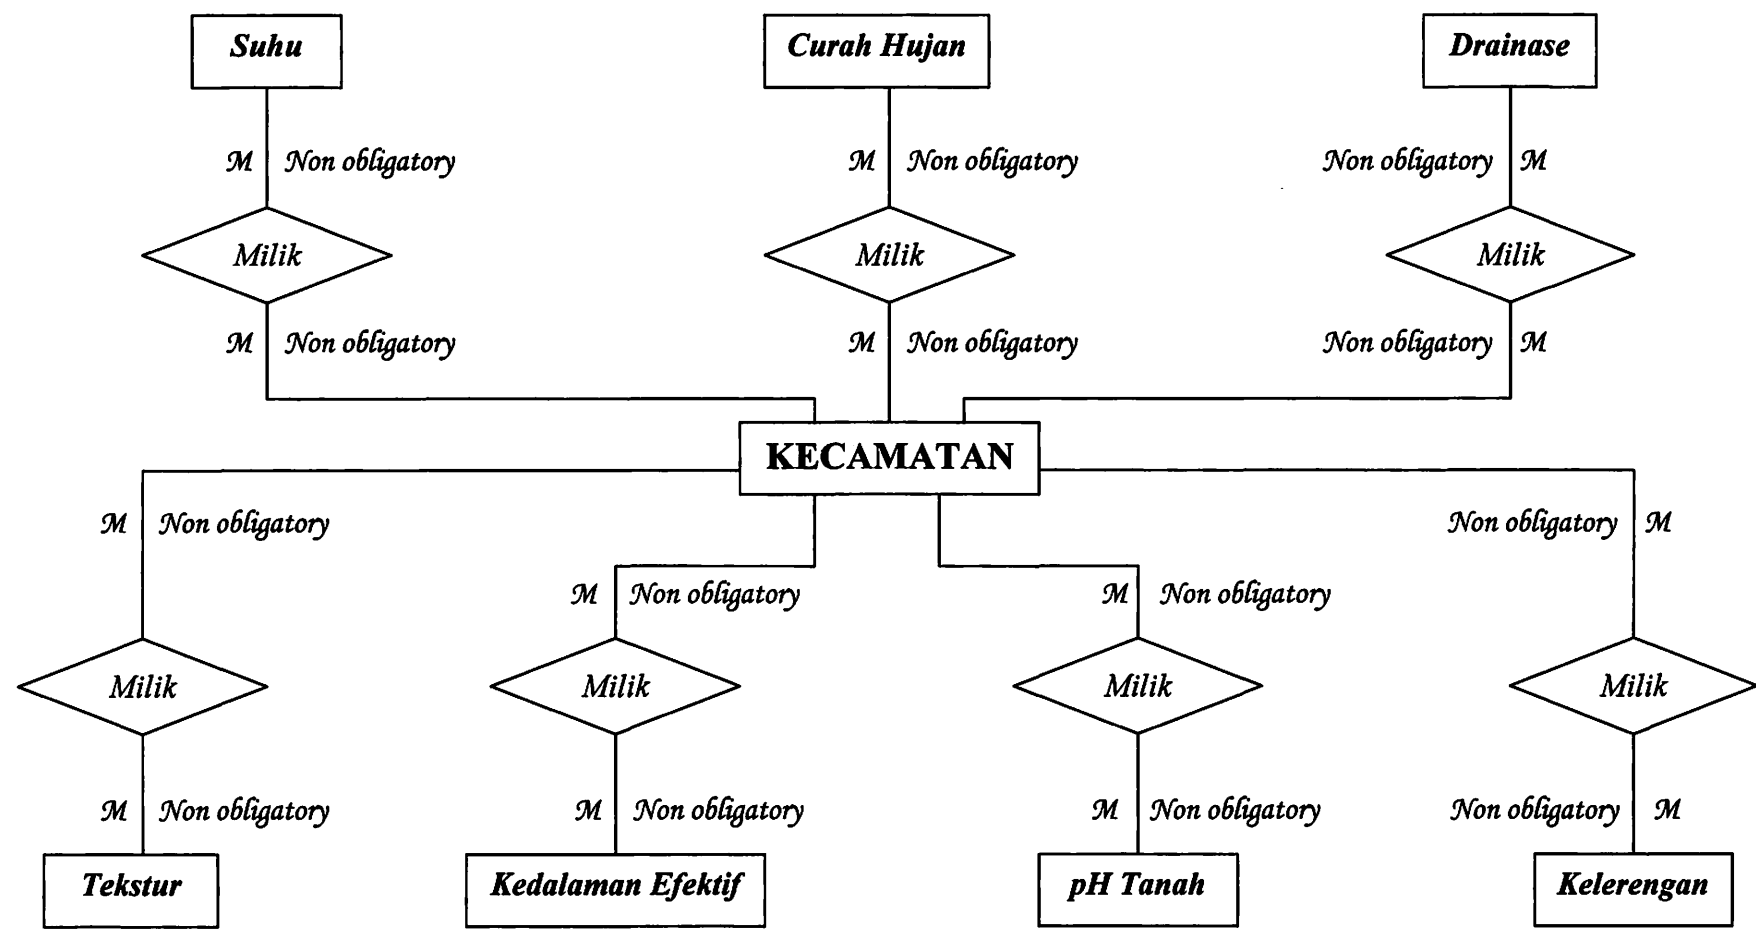 Suhu
Curah Hujan
Drainase
M Non obligatory
M Non obligatory
Non obligatory M
Milik
Milik
Milik
M Non obligatory
M Non obligatory
Non obligatory M
KECAMATAN
M Non obligatory
Non obligatory M
M Non obligatory
M Non obligatory
Milik
Milik
Milik
Milik
M Non obligatory
M Non obligatory
M Non obligatory
Non obligatory M
Tekstur
Kedalaman Efektif
pH Tanah
Kelerengan